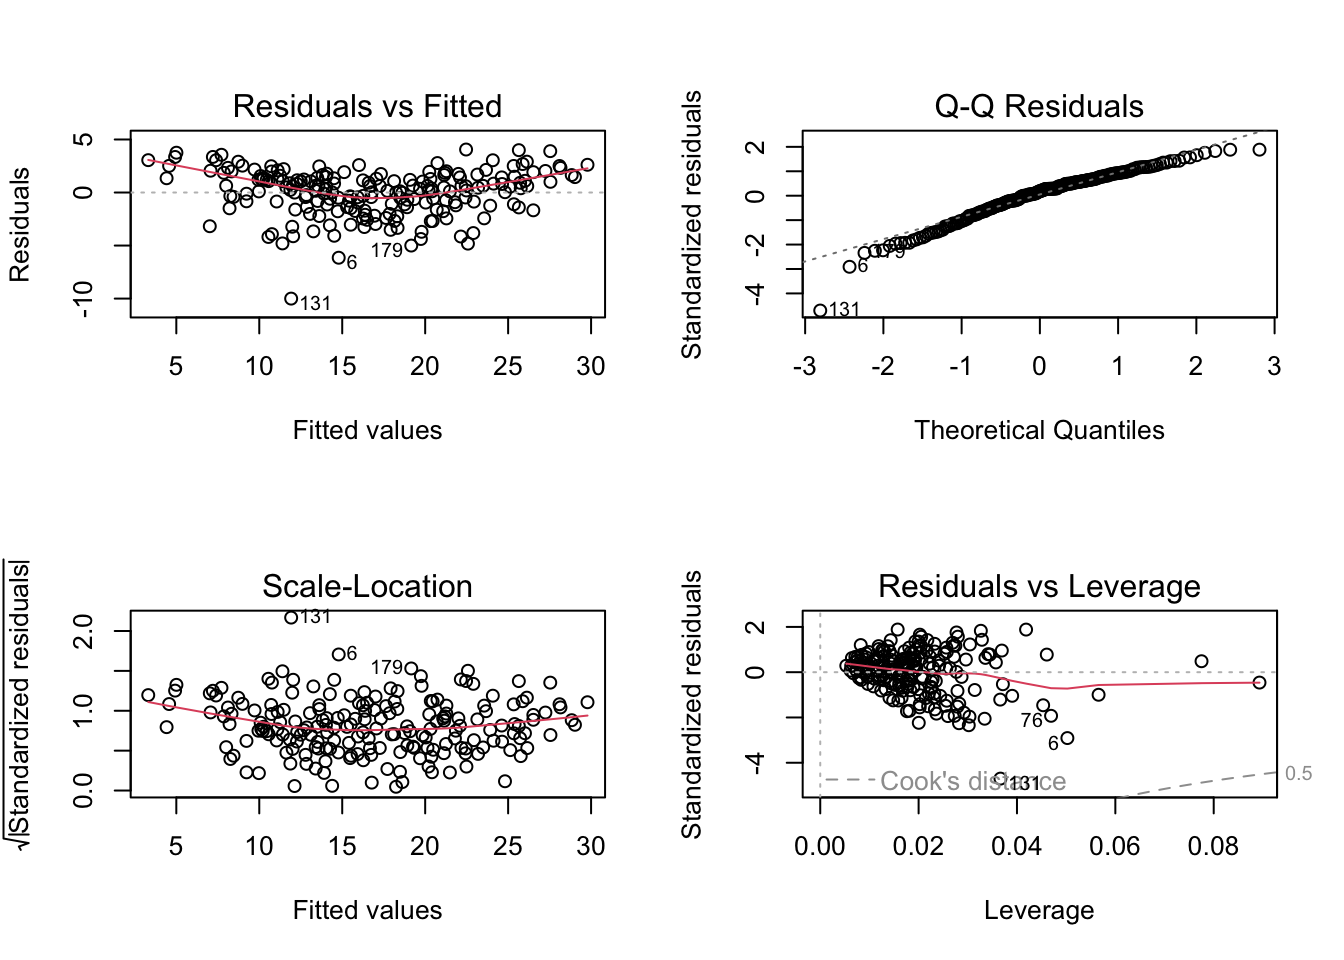 Residuals vs Fitted
Residuals
5
0
-10
179
6
131
5 10 15 20 25 30
Fitted values
Q-Q Residuals
Standardized residuals
2
0
-2
-4
179
6
131
-3 -2 -1 0 1 2 3
Theoretical Quantiles
Scale-Location
√|Standardized residuals|
2.0
1.0
0.0
131
6
179
5 10 15 20 25 30
Fitted values
Residuals vs Leverage
Standardized residuals
2
0
-2
-4
76
6
131
Cook's distance
0.5
0.00 0.02 0.04 0.06 0.08
Leverage